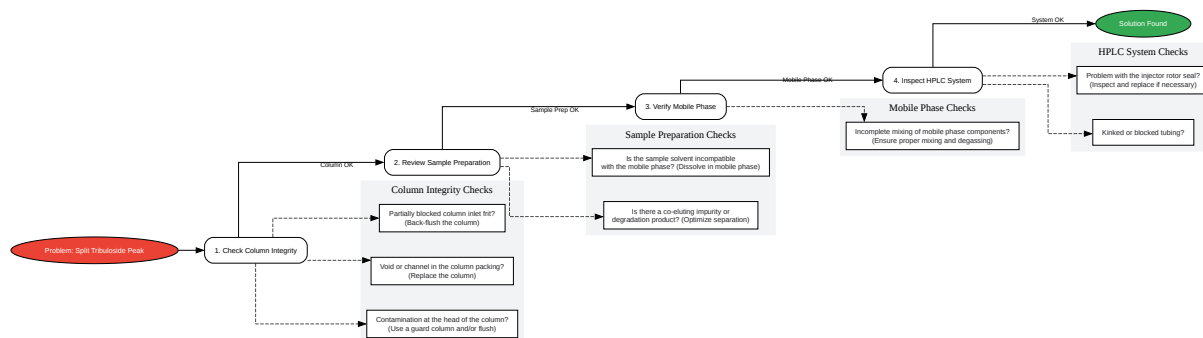 System OK
Solution Found
HPLC System Checks
Problem with the injector rotor seal?
(Inspect and replace if necessary)
Kinked or blocked tubing?
4. Inspect HPLC System
Mobile Phase OK
Mobile Phase Checks
Incomplete mixing of mobile phase components?
(Ensure proper mixing and degassing)
3. Verify Mobile Phase
Sample Prep OK
Sample Preparation Checks
Is the sample solvent incompatible
with the mobile phase? (Dissolve in mobile phase)
Is there a co-eluting impurity or
degradation product? (Optimize separation)
2. Review Sample Preparation
Column OK
Column Integrity Checks
Partially blocked column inlet frit?
(Back-flush the column)
Void or channel in the column packing?
(Replace the column)
Contamination at the head of the column?
(Use a guard column and/or flush)
Problem: Split Tribuloside Peak
1. Check Column Integrity